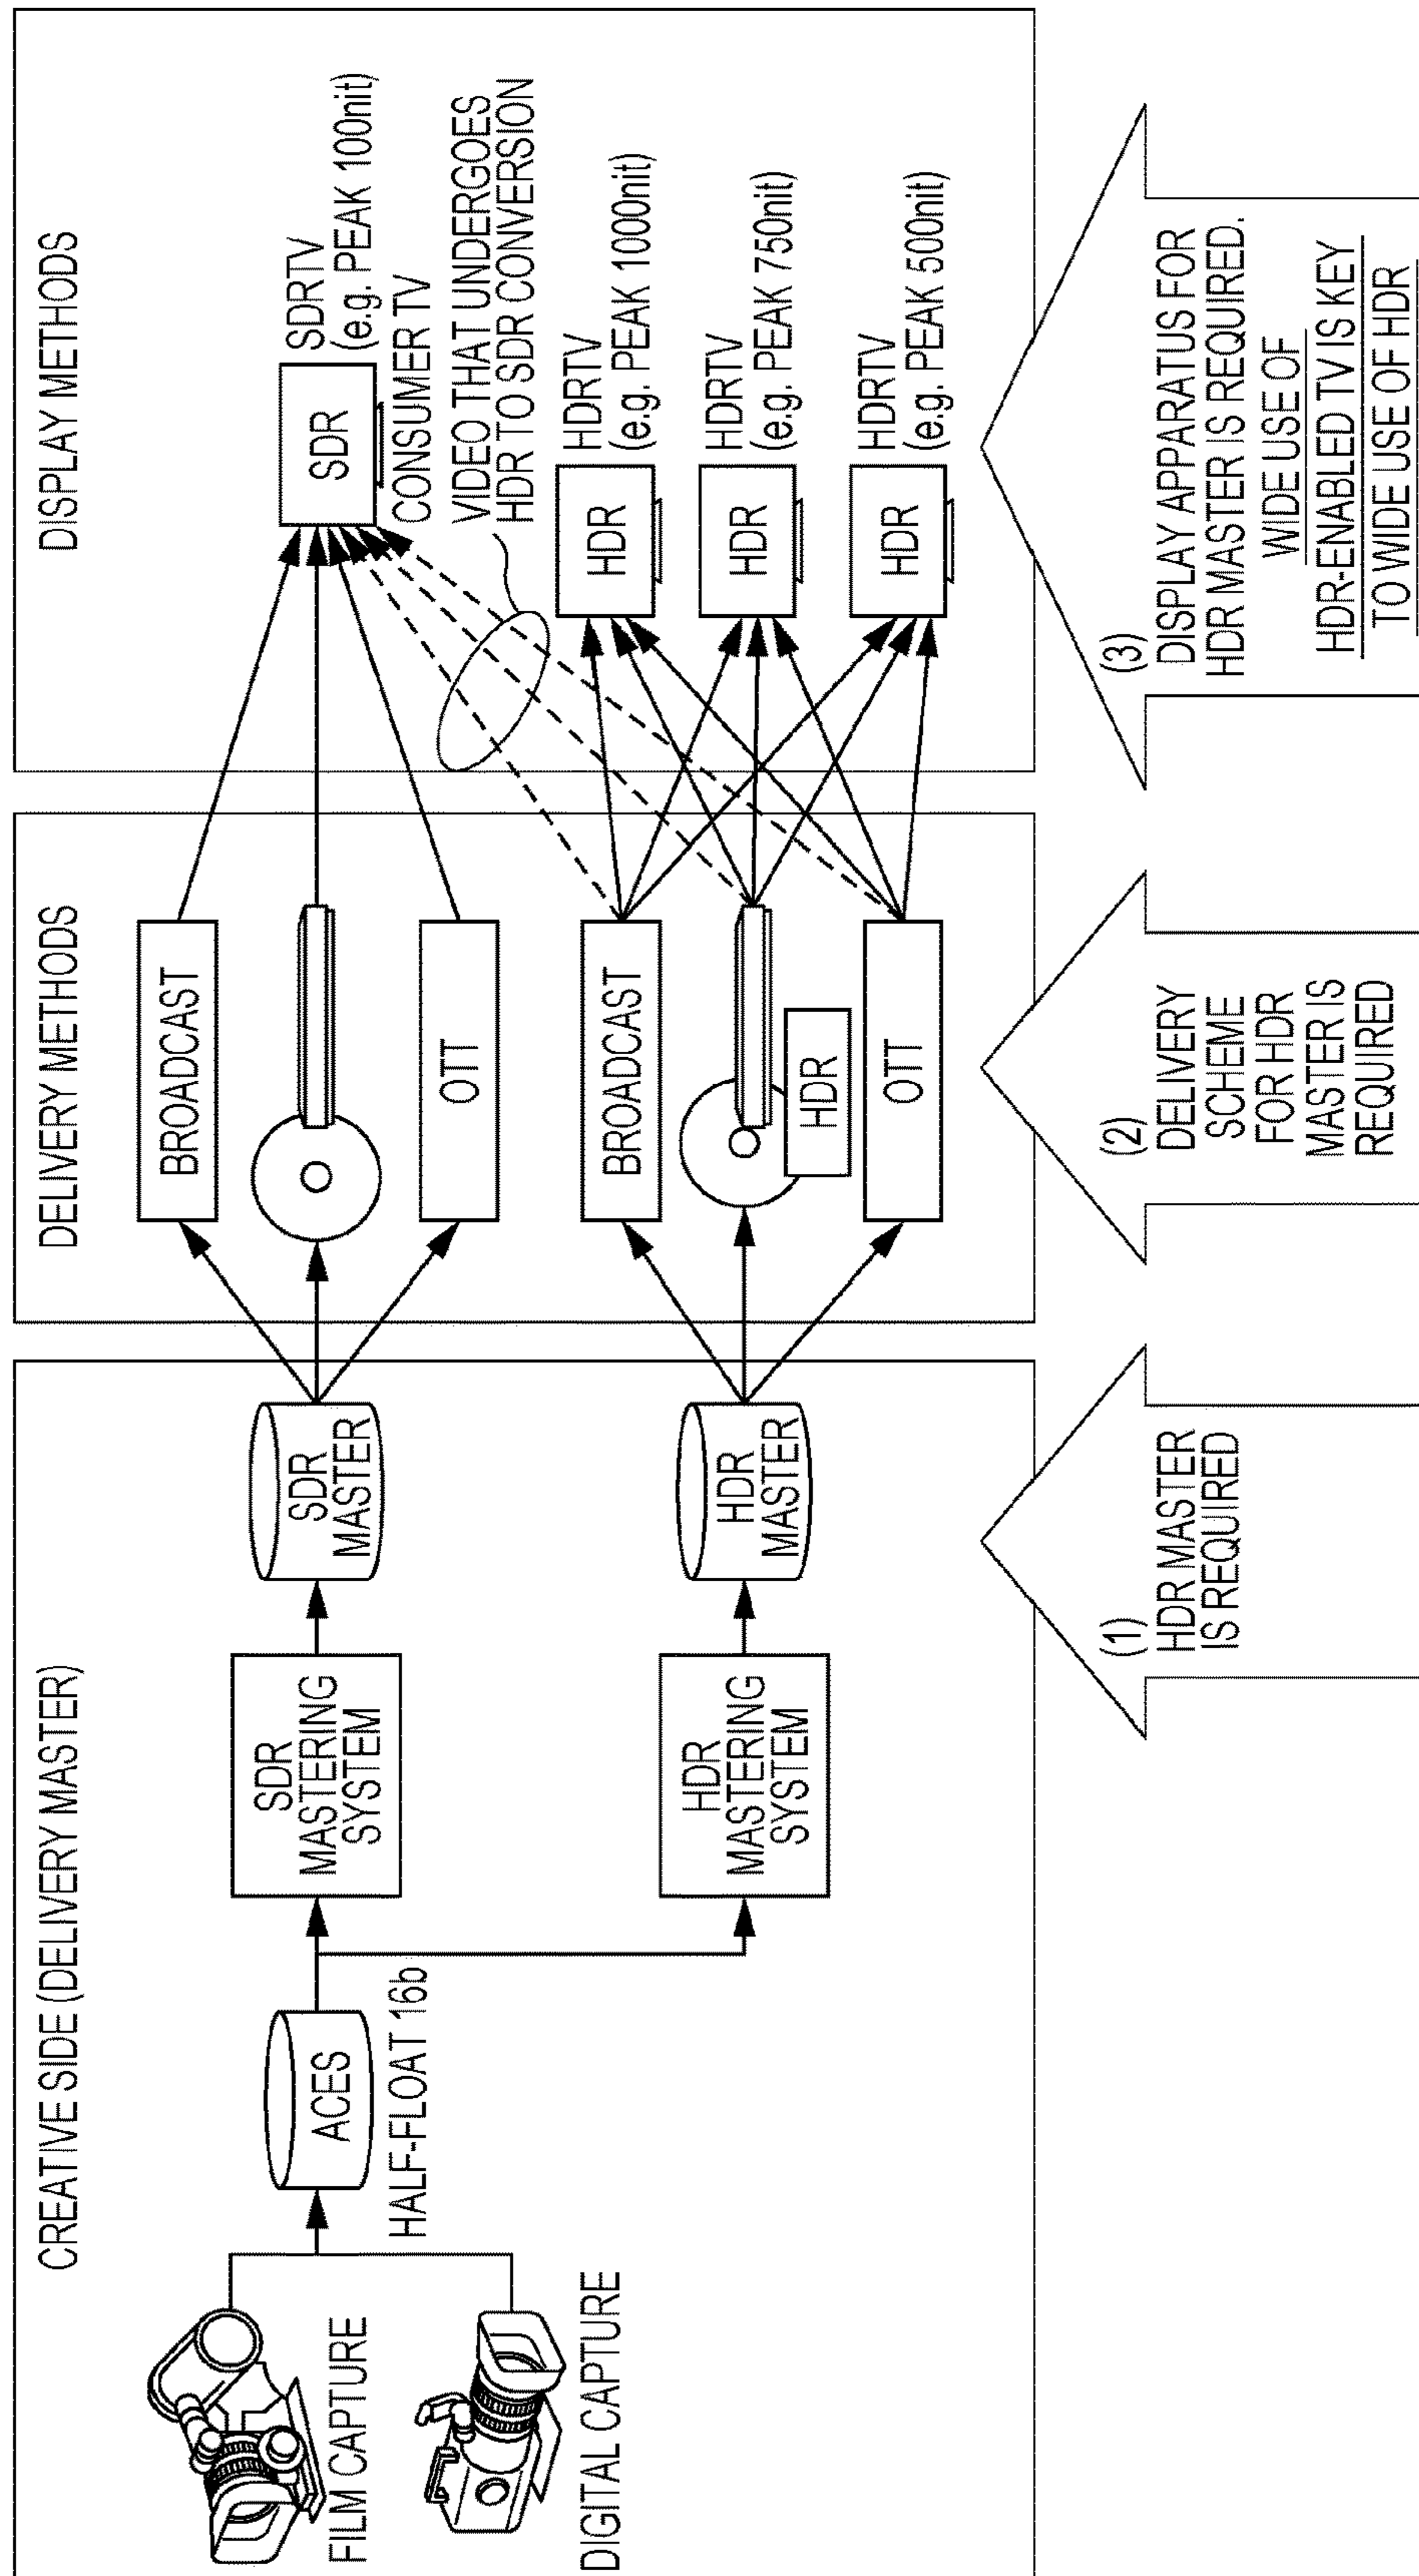 CREATIVE SIDE (DELIVERY MASTER)
FILM CAPTURE
DIGITAL CAPTURE
ACES
HALF-FLOAT 16b
SDR
MASTERING
SYSTEM
HDR
MASTERING
SYSTEM
SDR
MASTER
HDR
MASTER
DELIVERY METHODS
BROADCAST
OTT
BROADCAST
HDR
OTT
DISPLAY METHODS
SDR
SDRTV
(e.g. PEAK 100nit)
CONSUMER TV
VIDEO THAT UNDERGOES
HDR TO SDR CONVERSION
HDR
HDRTV
(e.g. PEAK 1000nit)
HDR
HDRTV
(e.g. PEAK 750nit)
HDR
HDRTV
(e.g. PEAK 500nit)
(1)
HDR MASTER
IS REQUIRED
(2)
DELIVERY
SCHEME
FOR HDR
MASTER IS
REQUIRED
(3)
DISPLAY APPARATUS FOR
HDR MASTER IS REQUIRED.
WIDE USE OF
HDR-ENABLED TV IS KEY
TO WIDE USE OF HDR